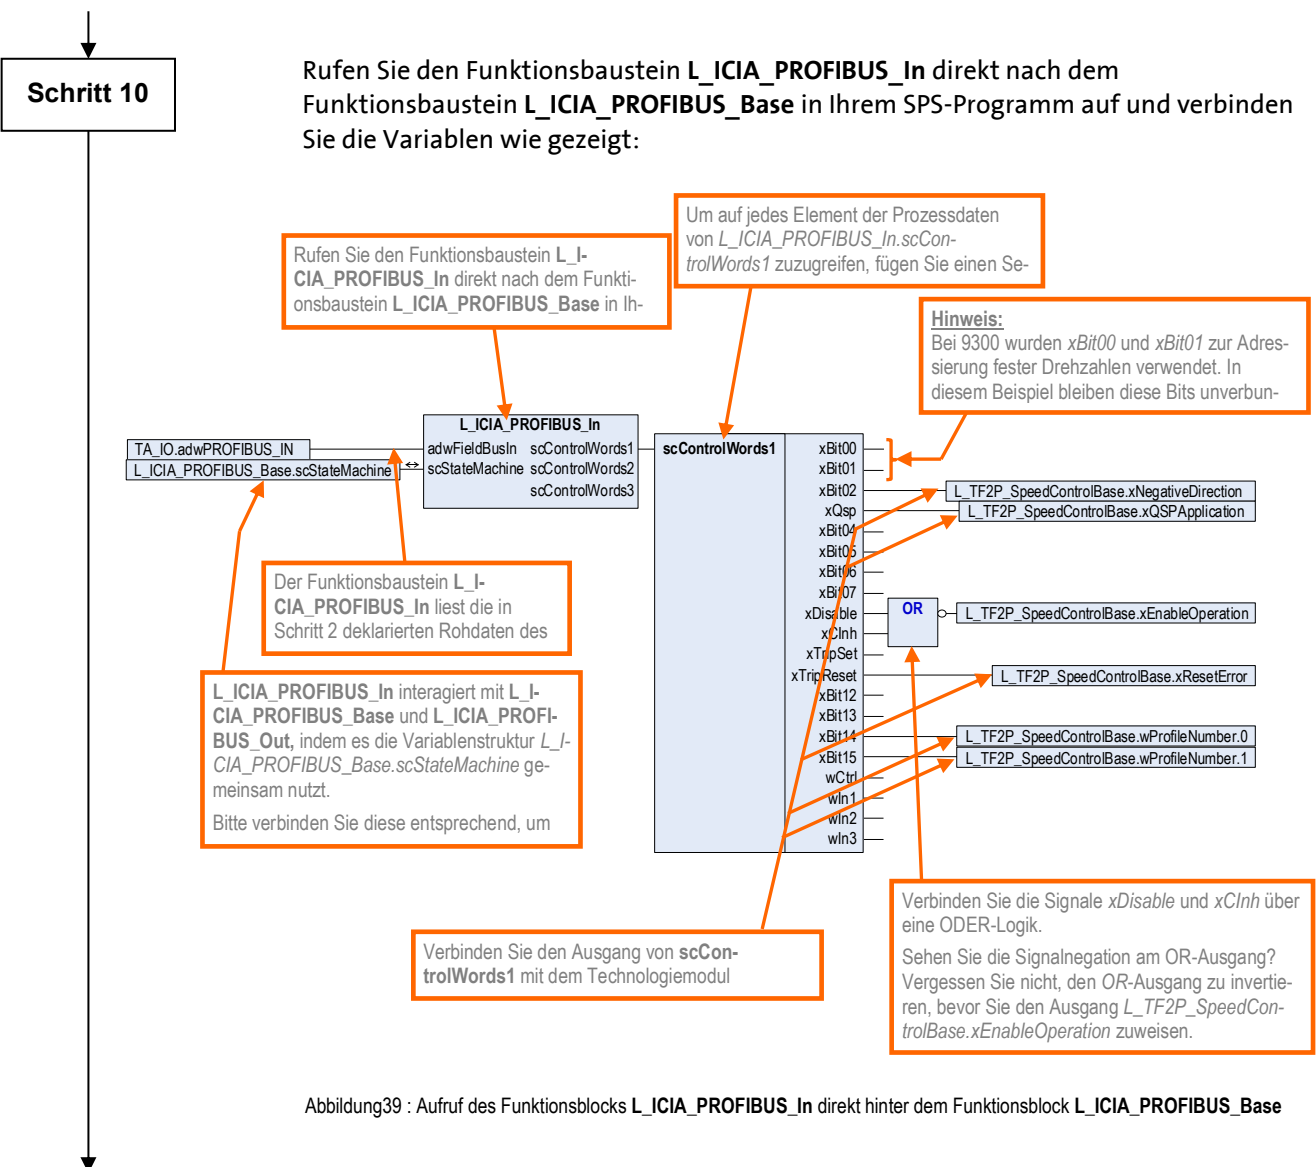 Schritt 10
Rufen Sie den Funktionsbaustein L_ICIA_PROFIBUS_In direkt nach dem
Funktionsbaustein L_ICIA_PROFIBUS_Base in Ihrem SPS-Programm auf und verbinden
Sie die Variablen wie gezeigt:
Um auf jedes Element der Prozessdaten
von L_ICIA_PROFIBUS_In.scCon-
trolWords1 zuzugreifen, fügen Sie einen Se-
Rufen Sie den Funktionsbaustein L_I-
CIA_PROFIBUS_In direkt nach dem Funkti-
onsbaustein L_ICIA_PROFIBUS_Base in Ih-
Hinweis:
Bei 9300 wurden xBit00 und xBit01 zur Adres-
sierung fester Drehzahlen verwendet. In
diesem Beispiel bleiben diese Bits unverbun-
TA_IO.adwPROFIBUS_IN
L_ICIA_PROFIBUS_Base.scStateMachine
L_ICIA_PROFIBUS_In
adwFieldBusIn scControlWords1
scStateMachine scControlWords2
scControlWords3
scControlWords1
xBit00
xBit01
xBit02
xQsp
xBit04
xBit05
xBit06
xBit07
xDisable
xCInh
xTripSet
xTripReset
xBit12
xBit13
xBit14
xBit15
wCtrl
wIn1
wIn2
wIn3
OR
L_TF2P_SpeedControlBase.xNegativeDirection
L_TF2P_SpeedControlBase.xQSPApplication
L_TF2P_SpeedControlBase.xEnableOperation
L_TF2P_SpeedControlBase.xResetError
L_TF2P_SpeedControlBase.wProfileNumber.0
L_TF2P_SpeedControlBase.wProfileNumber.1
Der Funktionsbaustein L_I-
CIA_PROFIBUS_In liest die in
Schritt 2 deklarierten Rohdaten des
L_ICIA_PROFIBUS_In interagiert mit L_I-
CIA_PROFIBUS_Base und L_ICIA_PROFI-
BUS_Out, indem es die Variablenstruktur L_I-
CIA_PROFIBUS_Base.scStateMachine ge-
meinsam nutzt.
Bitte verbinden Sie diese entsprechend, um
Verbinden Sie den Ausgang von scCon-
trolWords1 mit dem Technologiemodul
Verbinden Sie die Signale xDisable und xCInh über
eine ODER-Logik.
Sehen Sie die Signalnegation am OR-Ausgang?
Vergessen Sie nicht, den OR-Ausgang zu invertie-
ren, bevor Sie den Ausgang L_TF2P_SpeedCon-
trolBase.xEnableOperation zuweisen.
Abbildung39 : Aufruf des Funktionsblocks L_ICIA_PROFIBUS_In direkt hinter dem Funktionsblock L_ICIA_PROFIBUS_Base